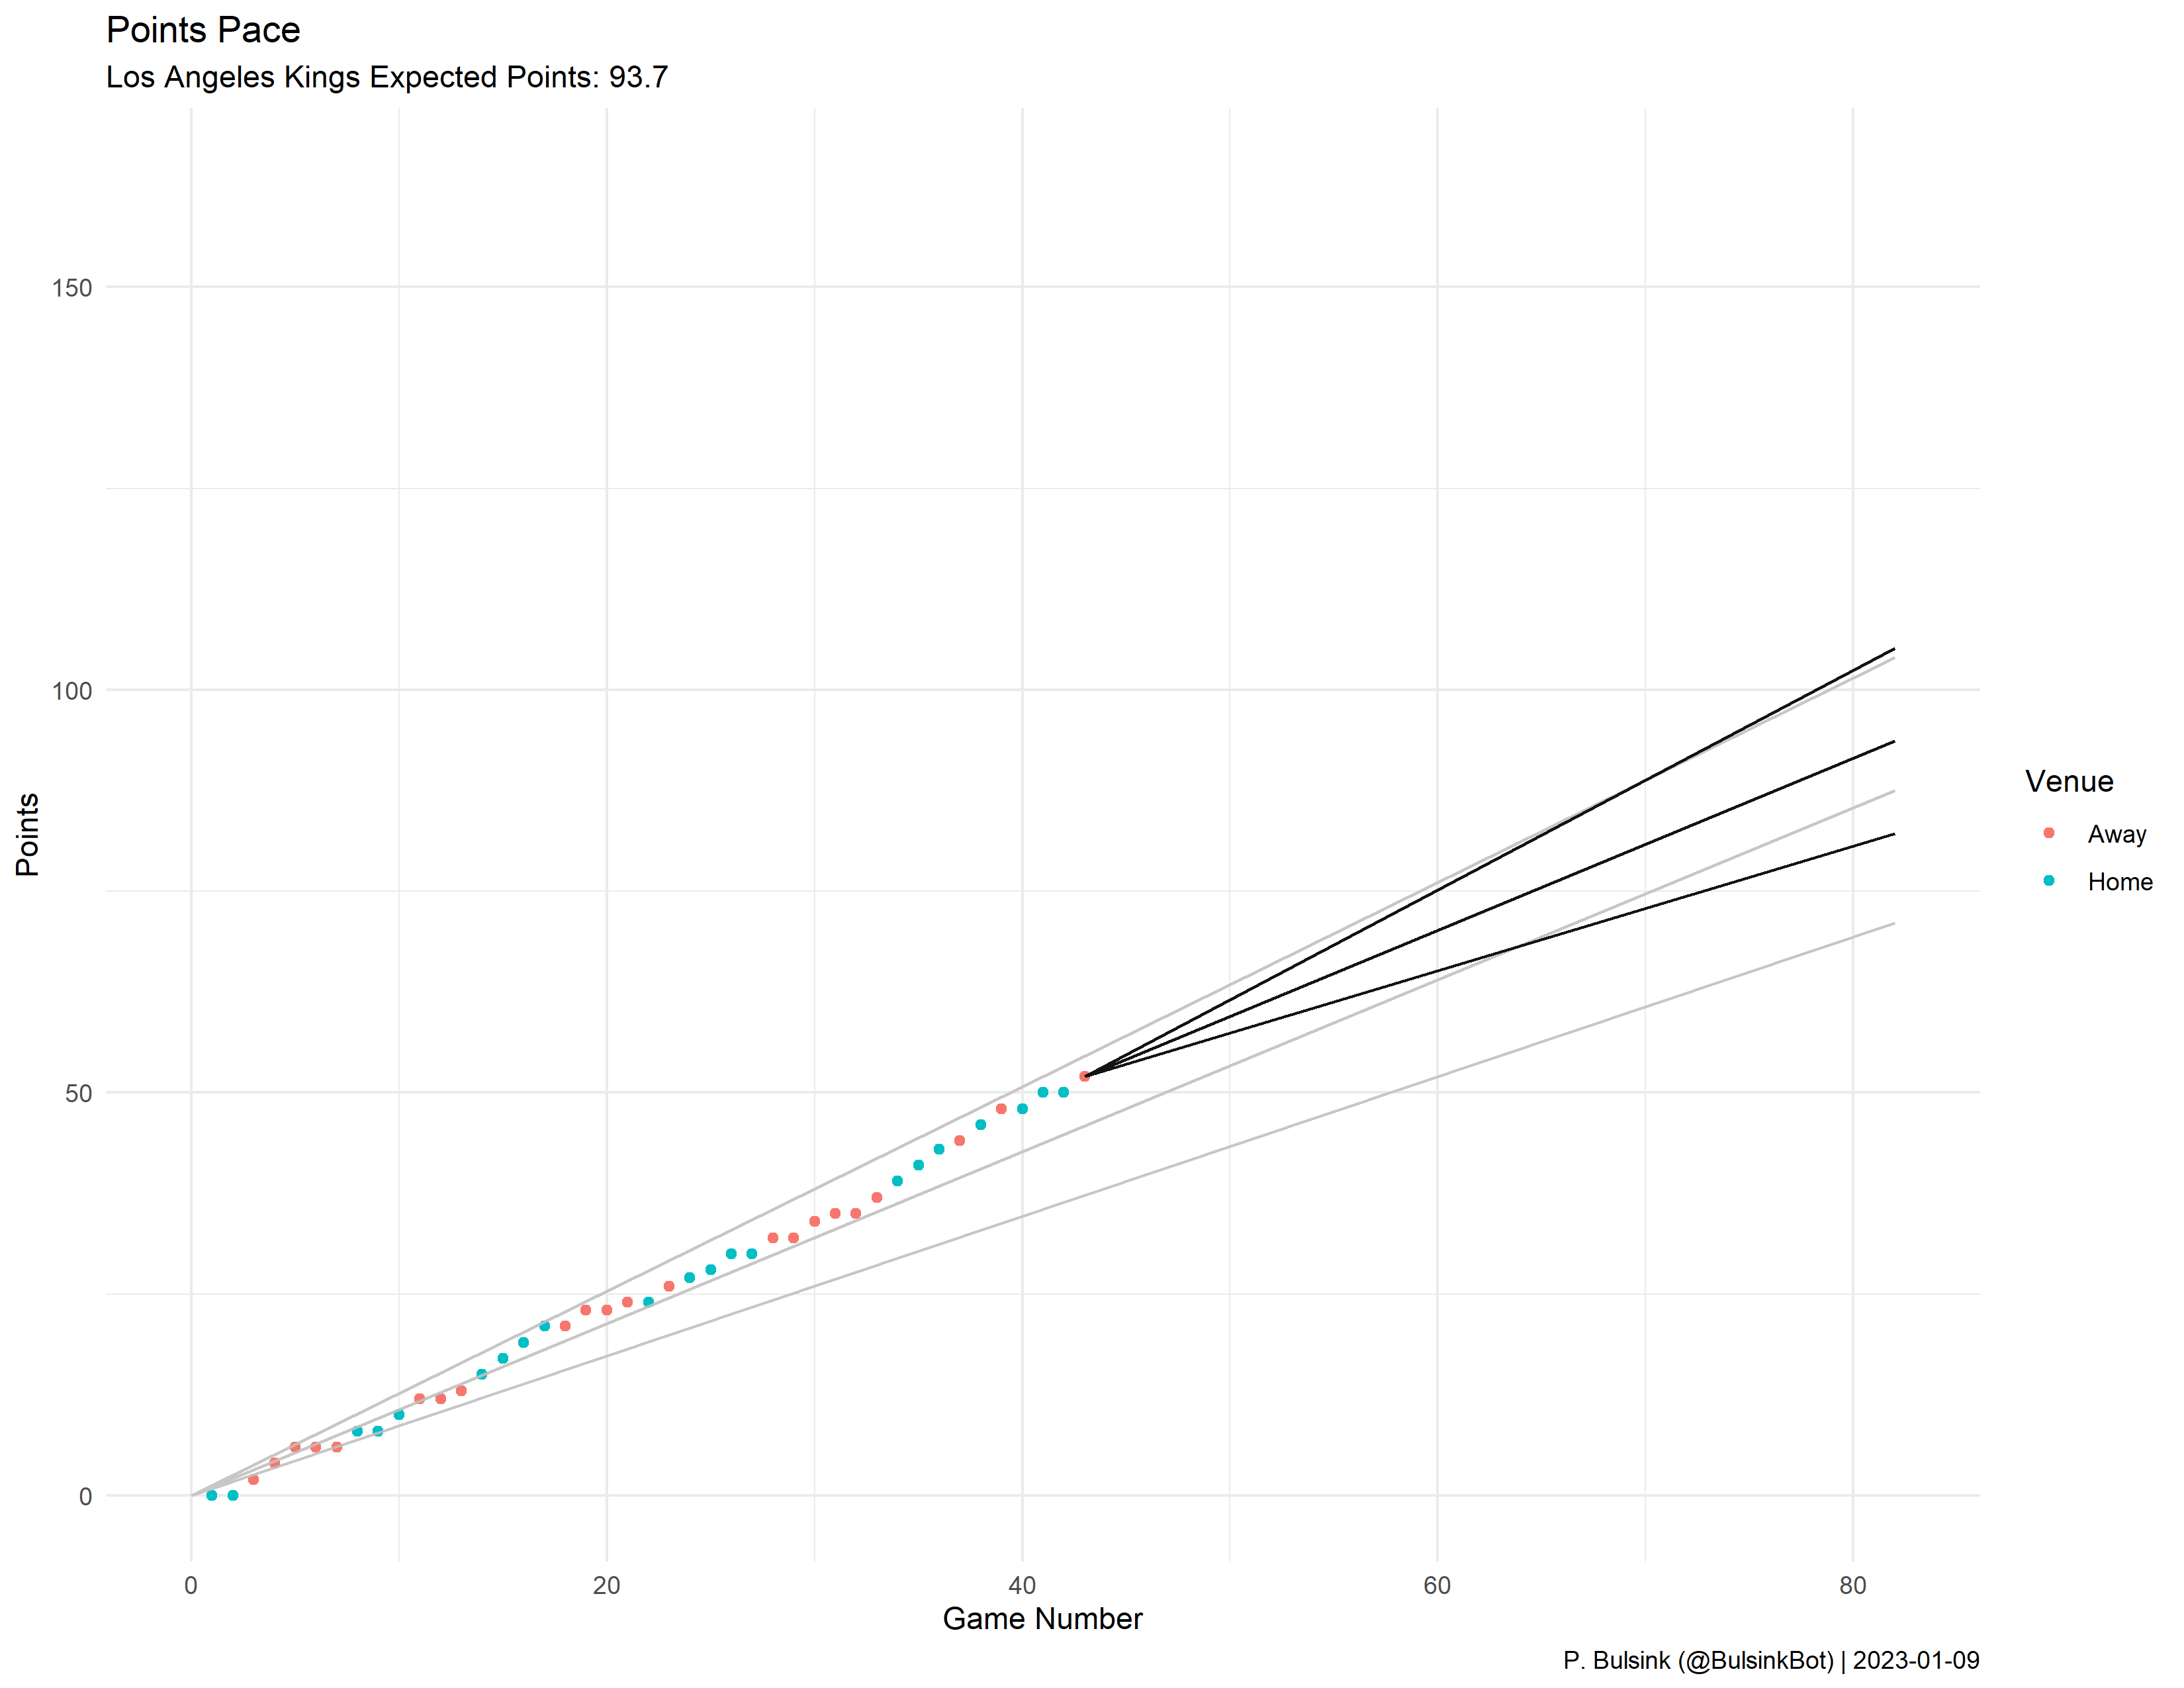 Points Pace
Los Angeles Kings Expected Points: 93.7
150
100
50
0
Points
0 20 40 60 80
Game Number
Venue
Away
Home
P. Bulsink (@BulsinkBot) | 2023-01-09